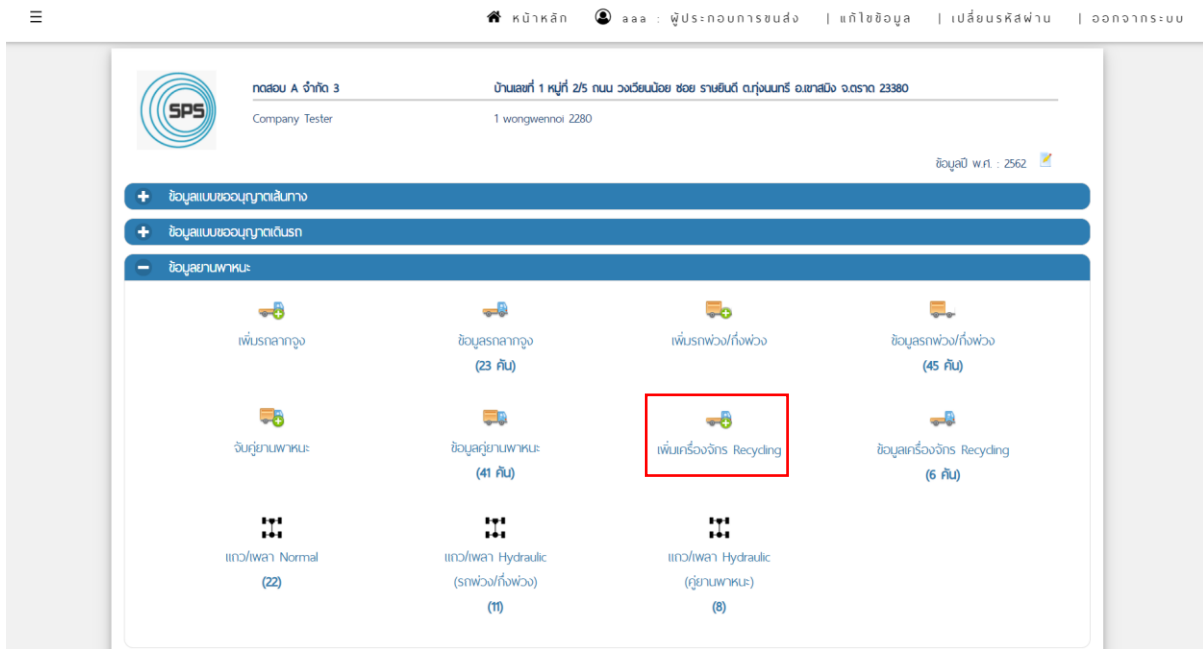 หน้าหลัก aaa : ผู้ประกอบการขนส่ง | แก้ไขข้อมูล | เปลี่ยนรหัสผ่าน | ออกจากระบบ
SPS
ทดสอบ A จำกัด 3 บ้านเลขที่ 1 หมู่ที่ 2/5 ถนน วงเวียนน้อย ซอย ราษยินดี ต.ทุ่งนนทรี อ.เขาสมิง จ.ตราด 23380
Company Tester 1 wongwennoi 2280
ข้อมูลปี พ.ศ. : 2562
ข้อมูลแบบขออนุญาตเส้นทาง
ข้อมูลแบบขออนุญาตเดินรถ
ข้อมูลยานพาหนะ
เพิ่มรถลากจูง ข้อมูลรถลากจูง เพิ่มรถพ่วง/กึ่งพ่วง ข้อมูลรถพ่วง/กึ่งพ่วง
(23 คัน) (45 คัน)
จับคู่ยานพาหนะ ข้อมูลคู่ยานพาหนะ เพิ่มเครื่องจักร Recycling ข้อมูลเครื่องจักร Recycling
(41 คัน) (6 คัน)
แถว/เพลา Normal แถว/เพลา Hydraulic แถว/เพลา Hydraulic
(22) (รถพ่วง/กึ่งพ่วง) (คู่ยานพาหนะ)
(11) (8)